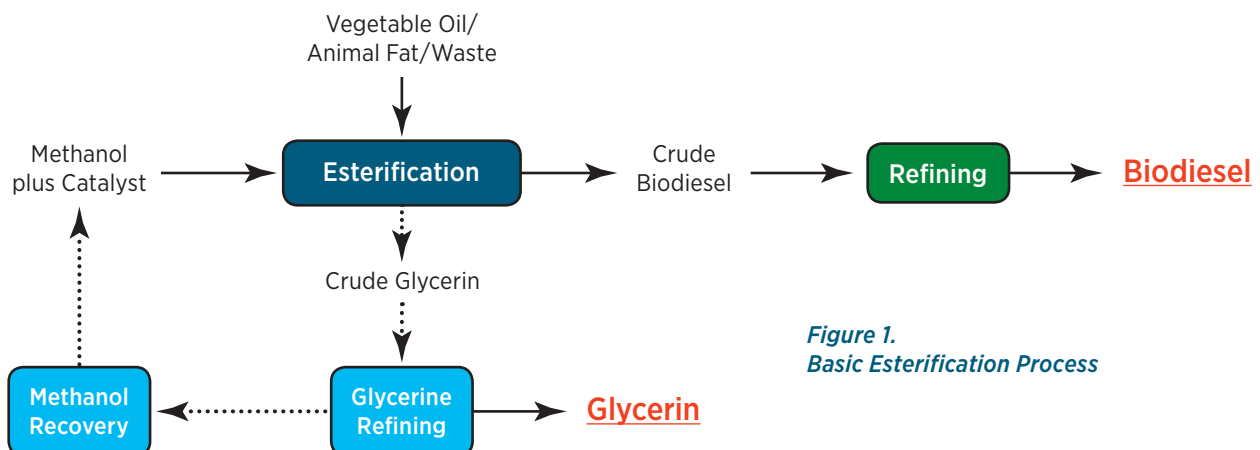 Vegetable Oil/
Animal Fat/Waste
Methanol
plus Catalyst
Esterification
Crude
Biodiesel
Refining
Biodiesel
Crude Glycerin
Figure 1.
Basic Esterification Process
Methanol
Recovery
Glycerine
Refining
Glycerin